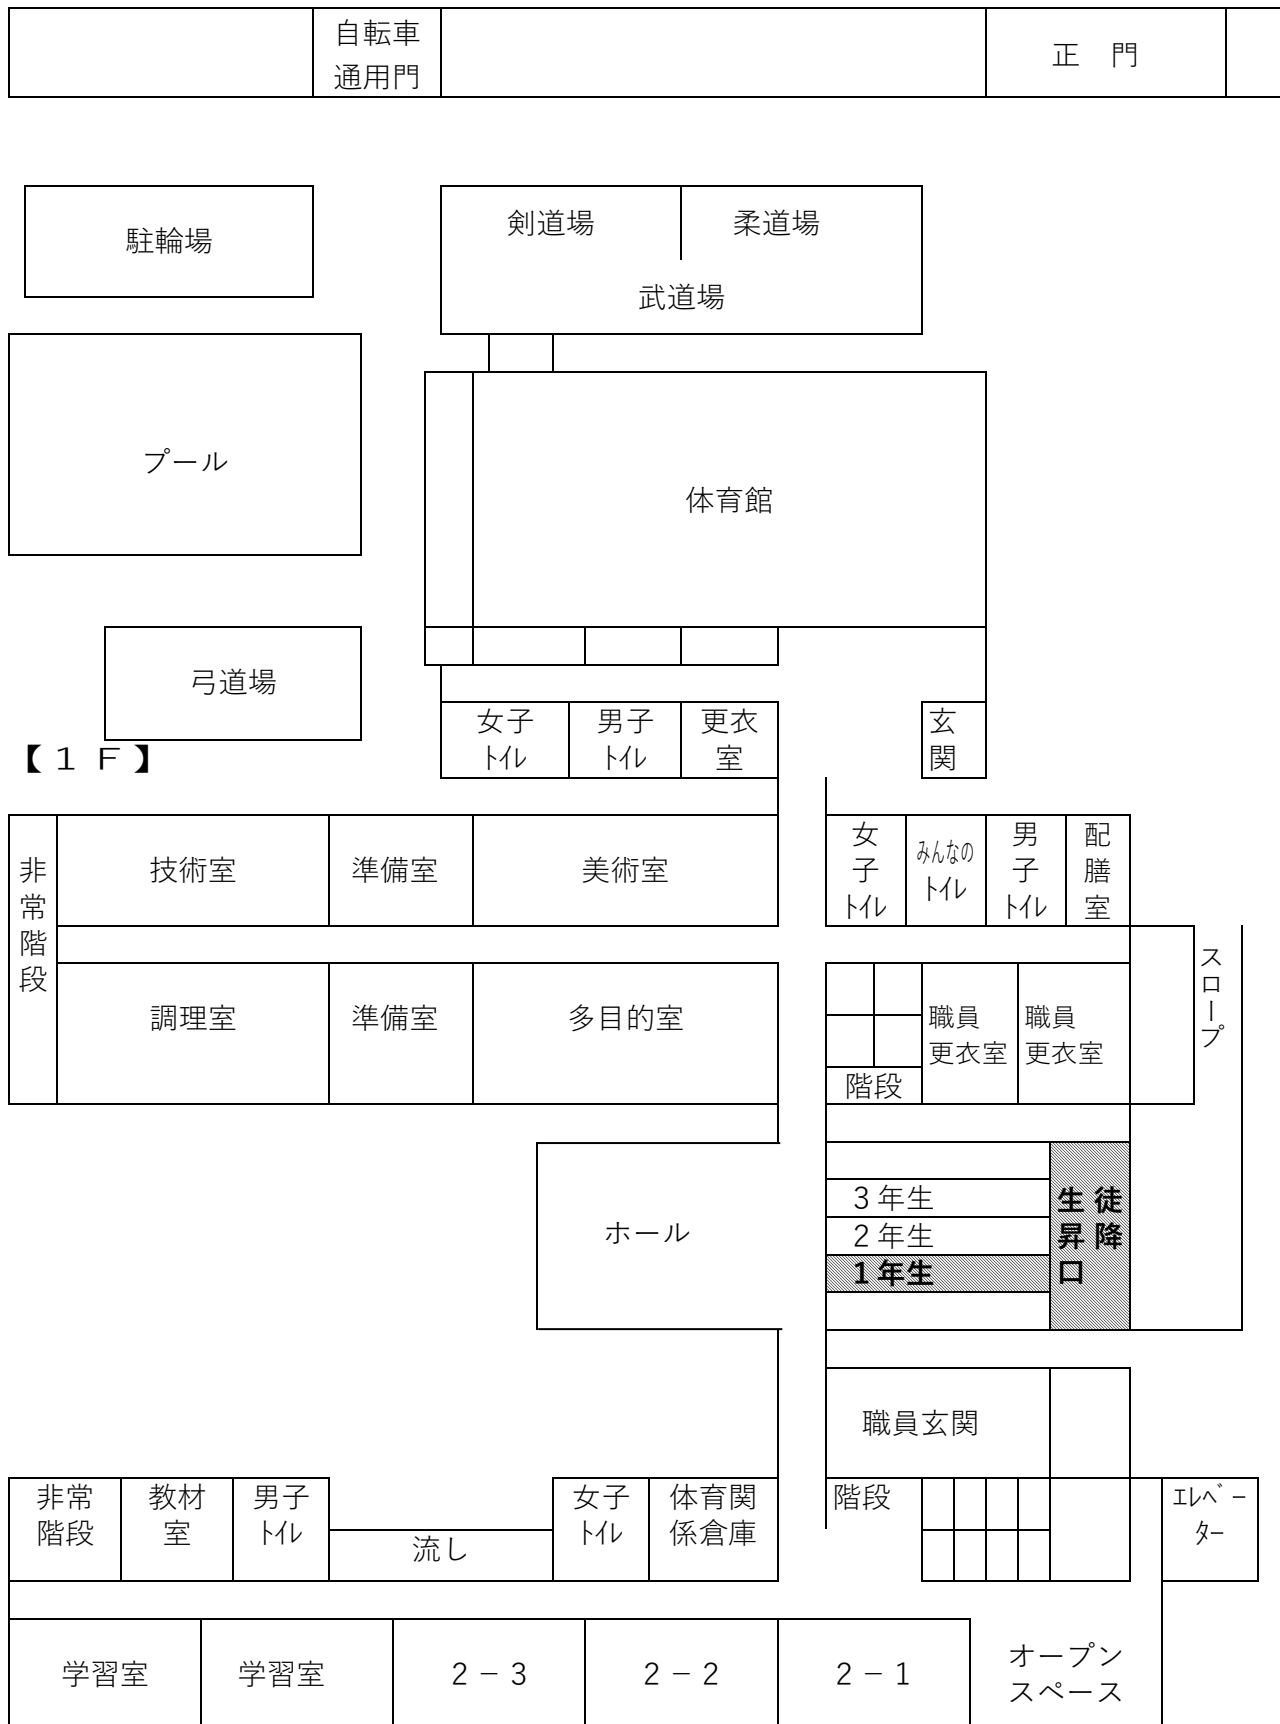 自転車
通用門
正　門
駐輪場
剣道場
柔道場
武道場
プール
体育館
弓道場
女子
トイレ
男子
トイレ
更衣
室
玄
関
【１Ｆ】
非
常
階
段
技術室
準備室
美術室
女
子
トイレ
みんなの
トイレ
男
子
トイレ
配
膳
室
スロープ
調理室
準備室
多目的室
階段
職員
更衣室
職員
更衣室
ホール
３年生
２年生
１年生
生徒
昇降
口
職員玄関
非常
階段
教材
室
男子
トイレ
流し
女子
トイレ
体育関
係倉庫
階段
エレベー
ター
学習室
学習室
２－３
２－２
２－１
オープン
スペース